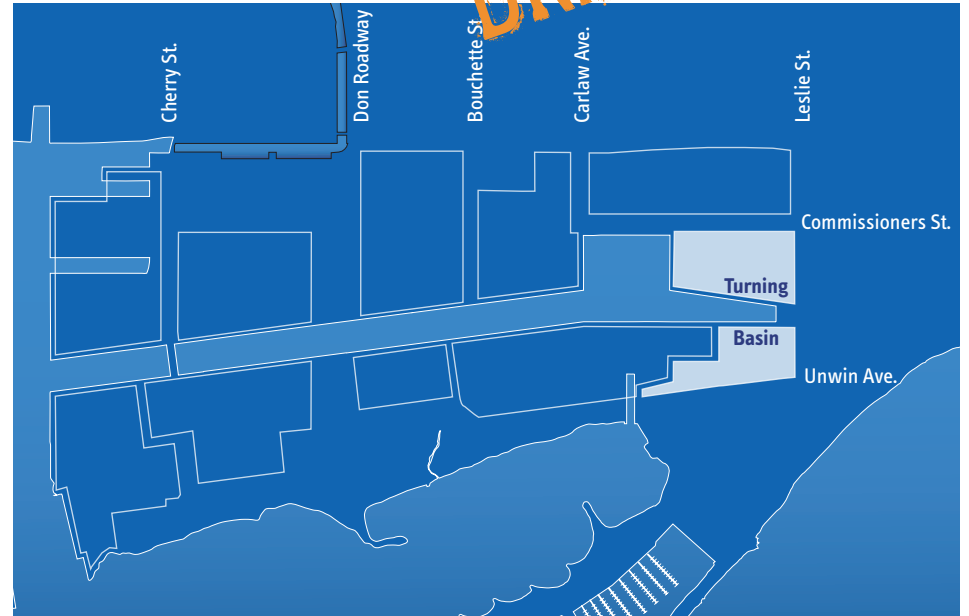 Cherry St.
Don Roadway
Bouchette St.
Carlaw Ave.
Leslie St.
Commissioners St.
Turning
Basin
Unwin Ave.